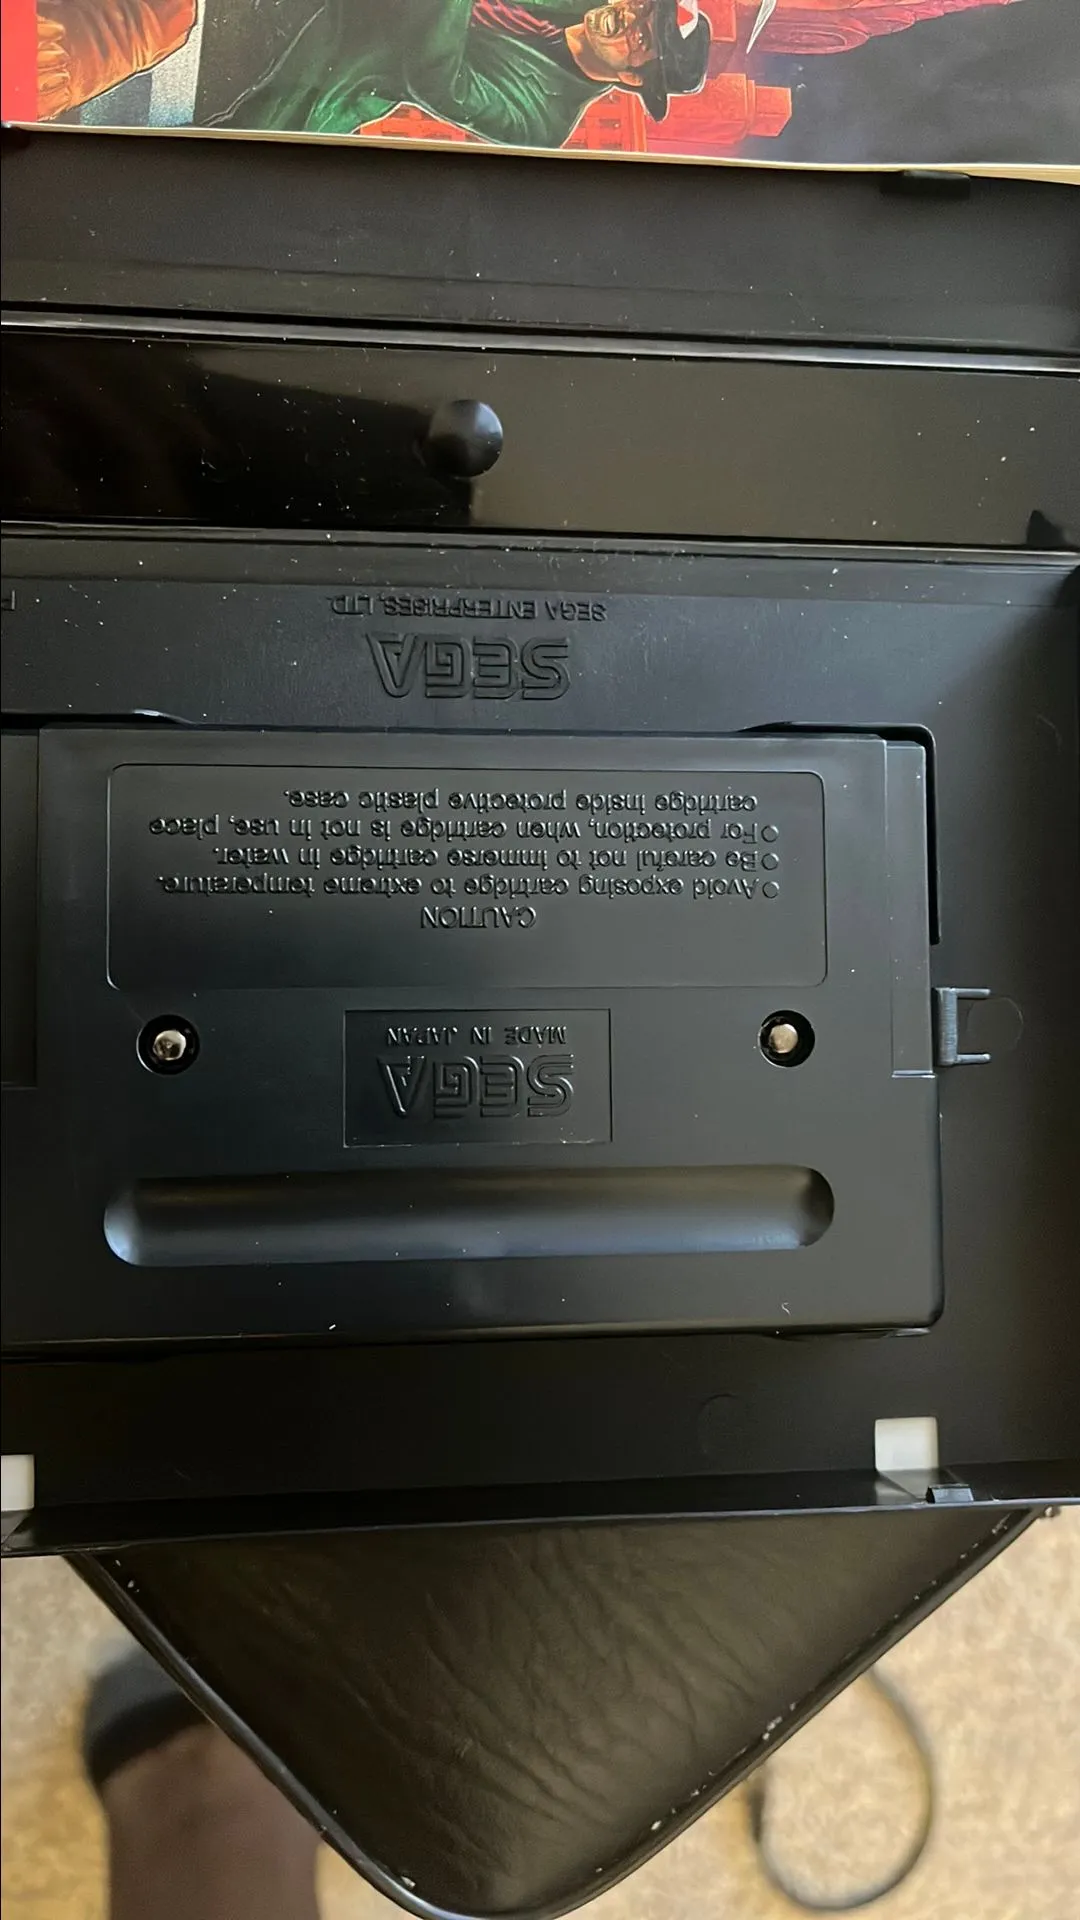 SEGA
MADE IN JAPAN
CAUTION
○Avoid exposing cartridge to extreme temperature.
○Be careful not to immerse cartridge in water.
○For protection, when cartridge is not in use, place
cartridge inside protective plastic case.
SEGA
SEGA ENTERPRISES, LTD.